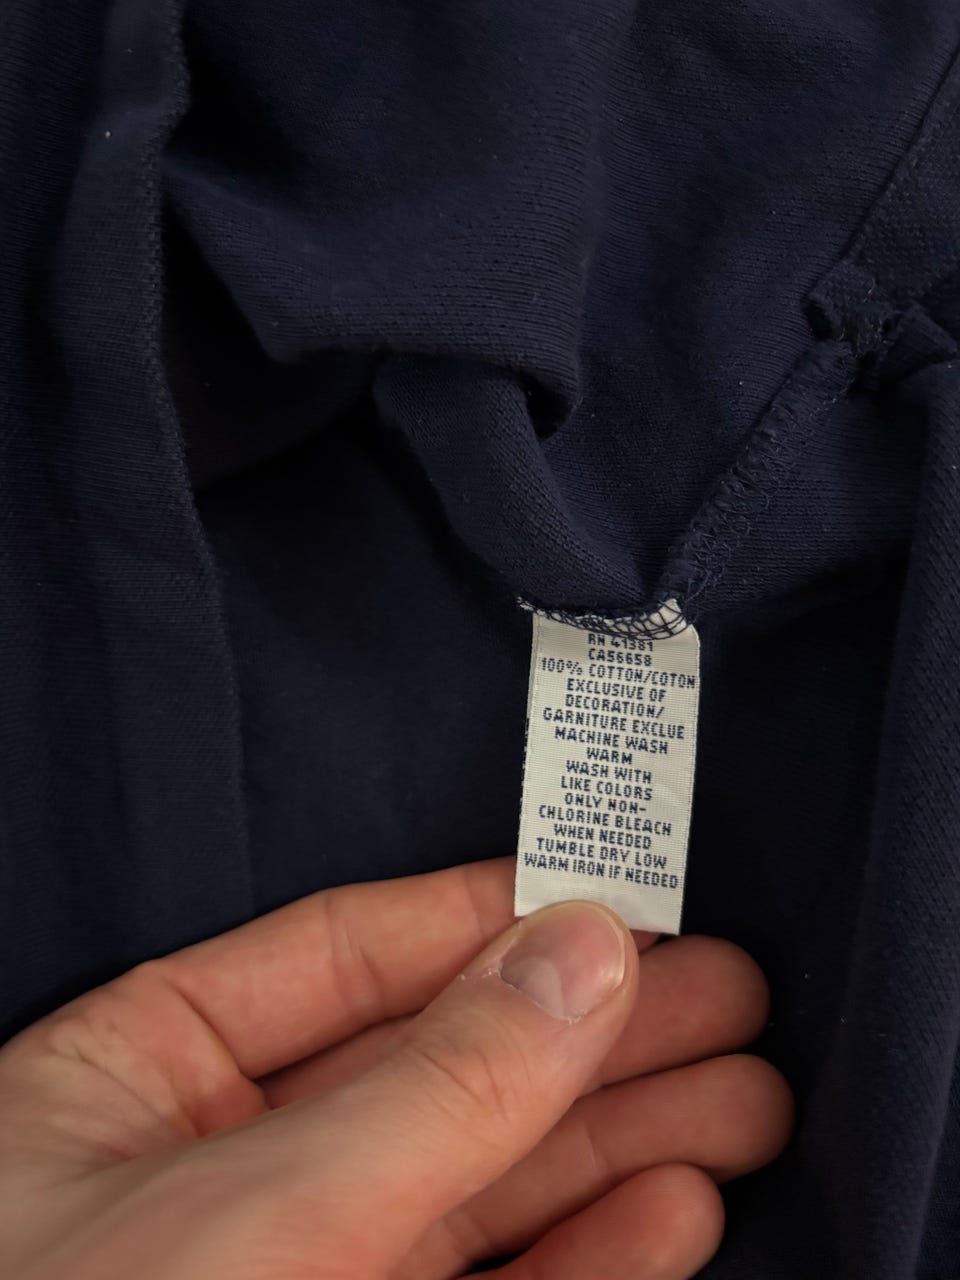 RN 41381
CA56658
100% COTTON/COTON
EXCLUSIVE OF
DECORATION/
GARNITURE EXCLUE
MACHINE WASH
WARM
WASH WITH
LIKE COLORS
ONLY NON-
CHLORINE BLEACH
WHEN NEEDED
TUMBLE DRY LOW
WARM IRON IF NEEDED